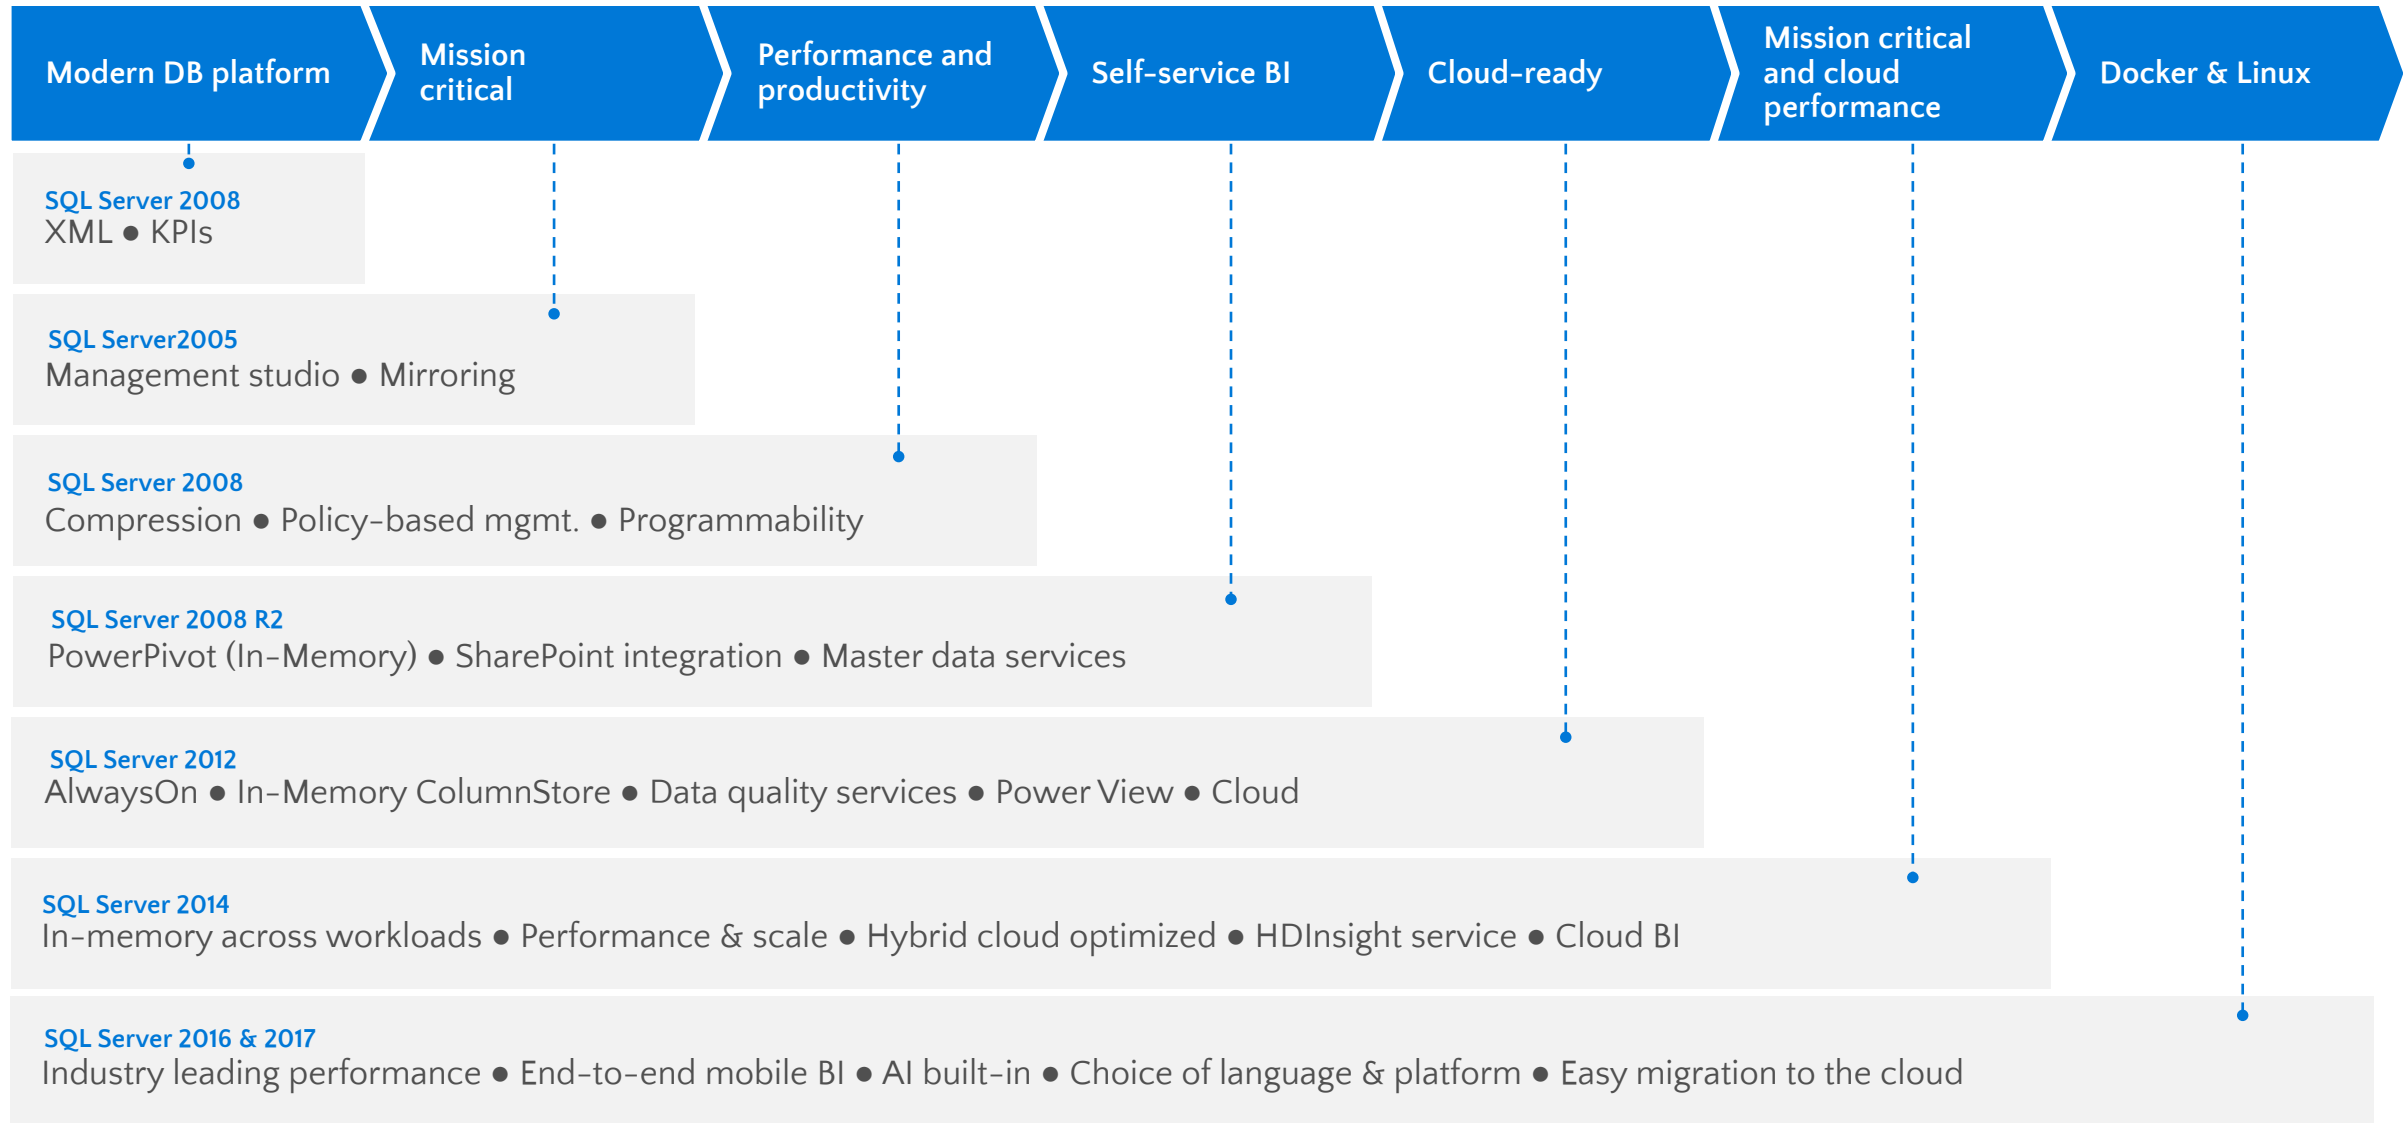 Modern DB platform
Mission
critical
Performance and
productivity
Self-service BI
Cloud-ready
Mission critical
and cloud
performance
Docker & Linux
SQL Server 2008
XML ● KPIs
SQL Server2005
Management studio ● Mirroring
SQL Server 2008
Compression ● Policy-based mgmt. ● Programmability
SQL Server 2008 R2
PowerPivot (In-Memory) ● SharePoint integration ● Master data services
SQL Server 2012
AlwaysOn ● In-Memory ColumnStore ● Data quality services ● Power View ● Cloud
SQL Server 2014
In-memory across workloads ● Performance & scale ● Hybrid cloud optimized ● HDInsight service ● Cloud BI
SQL Server 2016 & 2017
Industry leading performance ● End-to-end mobile BI ● AI built-in ● Choice of language & platform ● Easy migration to the cloud